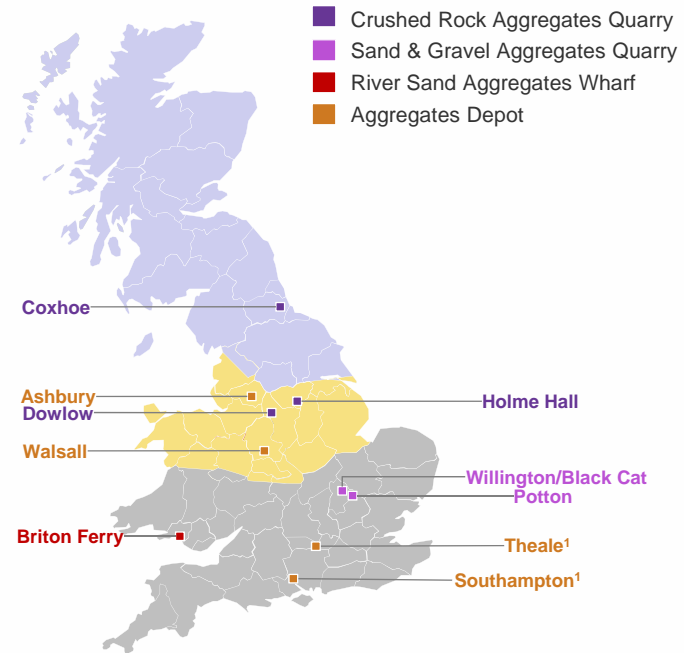 Crushed Rock Aggregates Quarry
Sand & Gravel Aggregates Quarry
River Sand Aggregates Wharf
Aggregates Depot
Coxhoe
Ashbury
Dowlow
Holme Hall
Walsall
Willington/Black Cat
Potton
Briton Ferry
Theale¹
Southampton¹